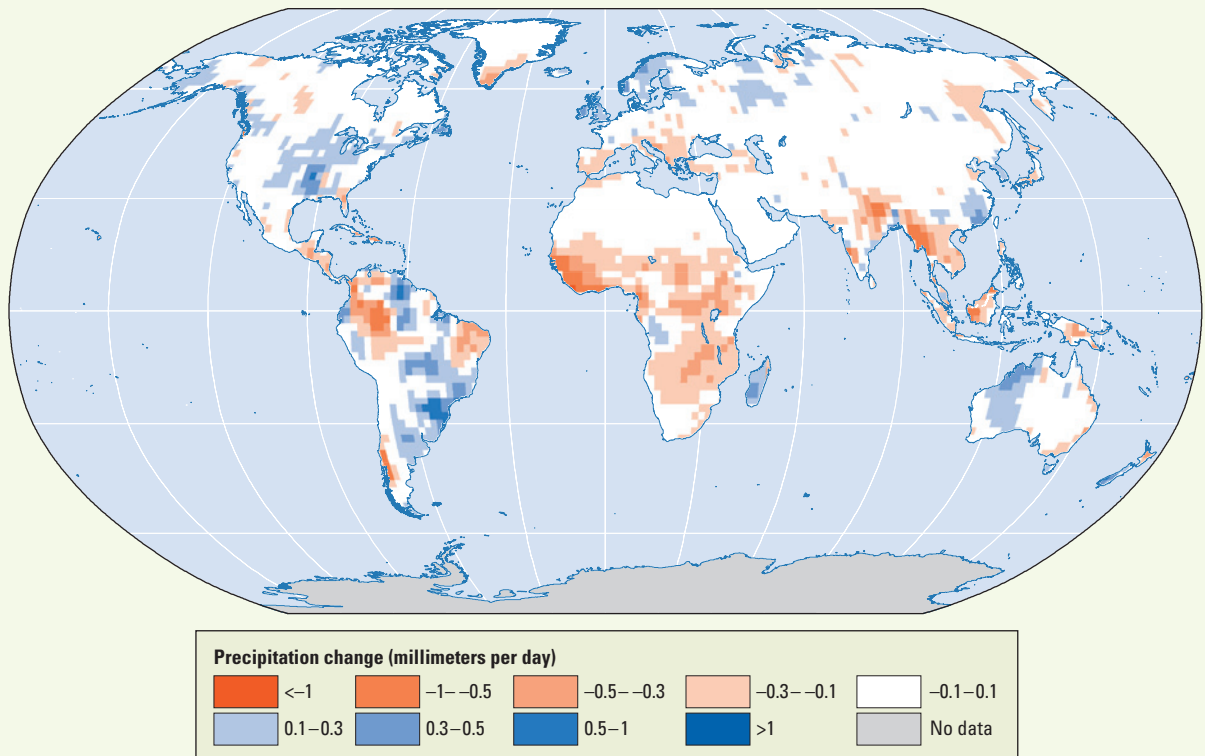 Precipitation change (millimeters per day)
<–1 –1– –0.5 –0.5– –0.3 –0.3– –0.1 –0.1–0.1
0.1–0.3 0.3–0.5 0.5–1 >1 No data